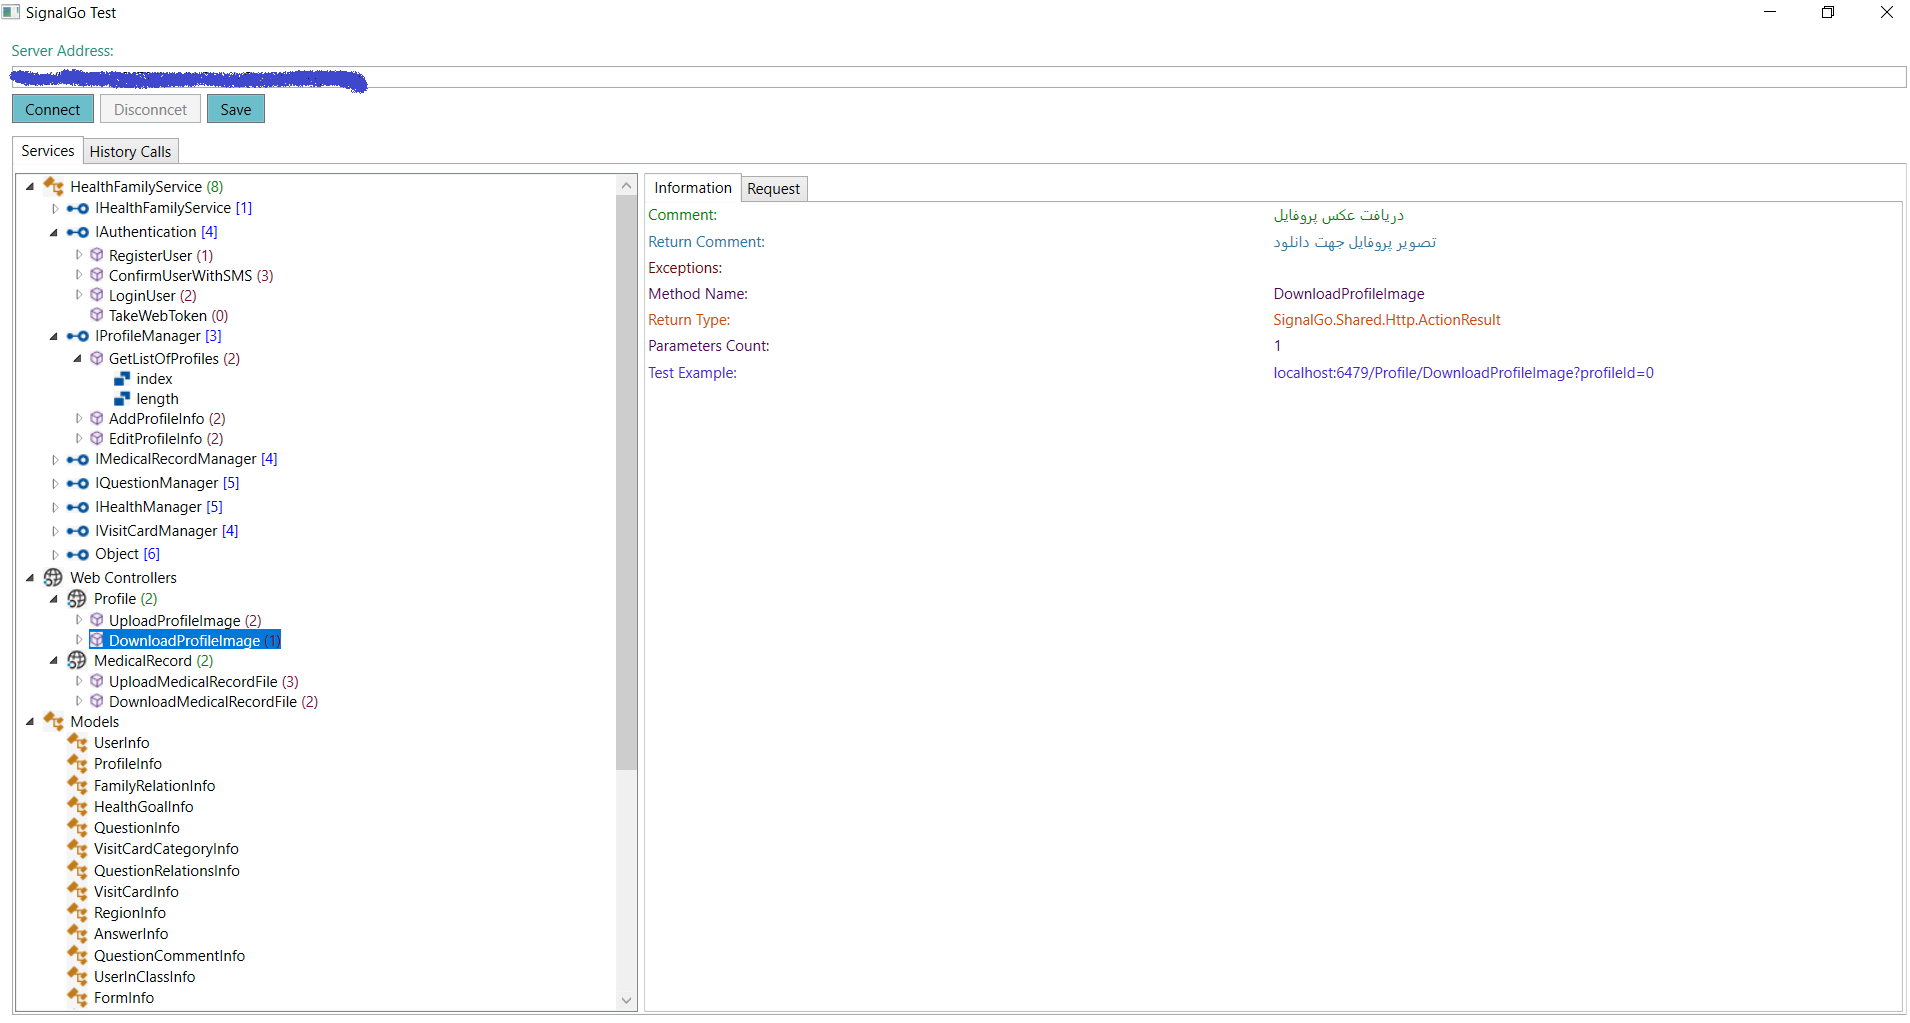 SignalGo Test
Server Address:
Connect Disconncet Save
Services History Calls
HealthFamilyService (8)
IHealthFamilyService [1]
IAuthentication [4]
RegisterUser (1)
ConfirmUserWithSMS (3)
LoginUser (2)
TakeWebToken (0)
IProfileManager [3]
GetListOfProfiles (2)
index
length
AddProfileInfo (2)
EditProfileInfo (2)
IMedicalRecordManager [4]
IQuestionManager [5]
IHealthManager [5]
IVisitCardManager [4]
Object [6]
Web Controllers
Profile (2)
UploadProfileImage (2)
DownloadProfileImage (1)
MedicalRecord (2)
UploadMedicalRecordFile (3)
DownloadMedicalRecordFile (2)
Models
UserInfo
ProfileInfo
FamilyRelationInfo
HealthGoalInfo
QuestionInfo
VisitCardCategoryInfo
QuestionRelationsInfo
VisitCardInfo
RegionInfo
AnswerInfo
QuestionCommentInfo
UserInClassInfo
FormInfo
Information Request
Comment: دریافت عکس پروفایل
Return Comment: تصویر پروفایل جهت دانلود
Exceptions:
Method Name: DownloadProfileImage
Return Type: SignalGo.Shared.Http.ActionResult
Parameters Count: 1
Test Example: localhost:6479/Profile/DownloadProfileImage?profileId=0